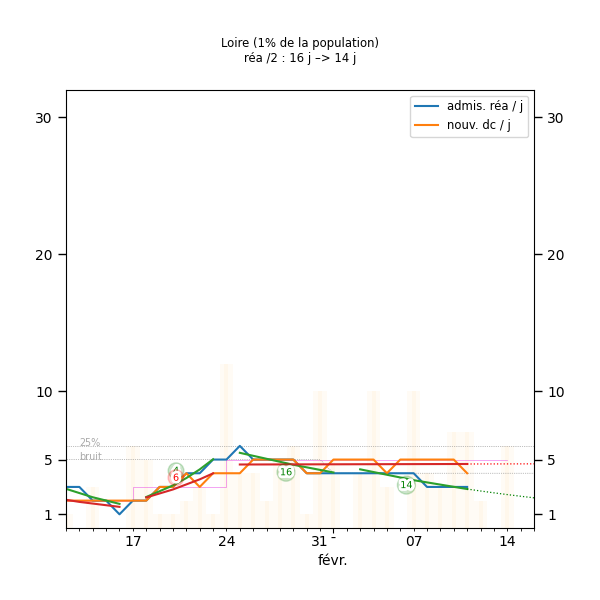 Loire (1% de la population)
réa /2 : 16 j –> 14 j
admis. réa / j
nouv. dc / j
30 30
20 20
10 10
25%
5 bruit 5
4
6
16
14
1 1
17 24 31 07 14
févr.